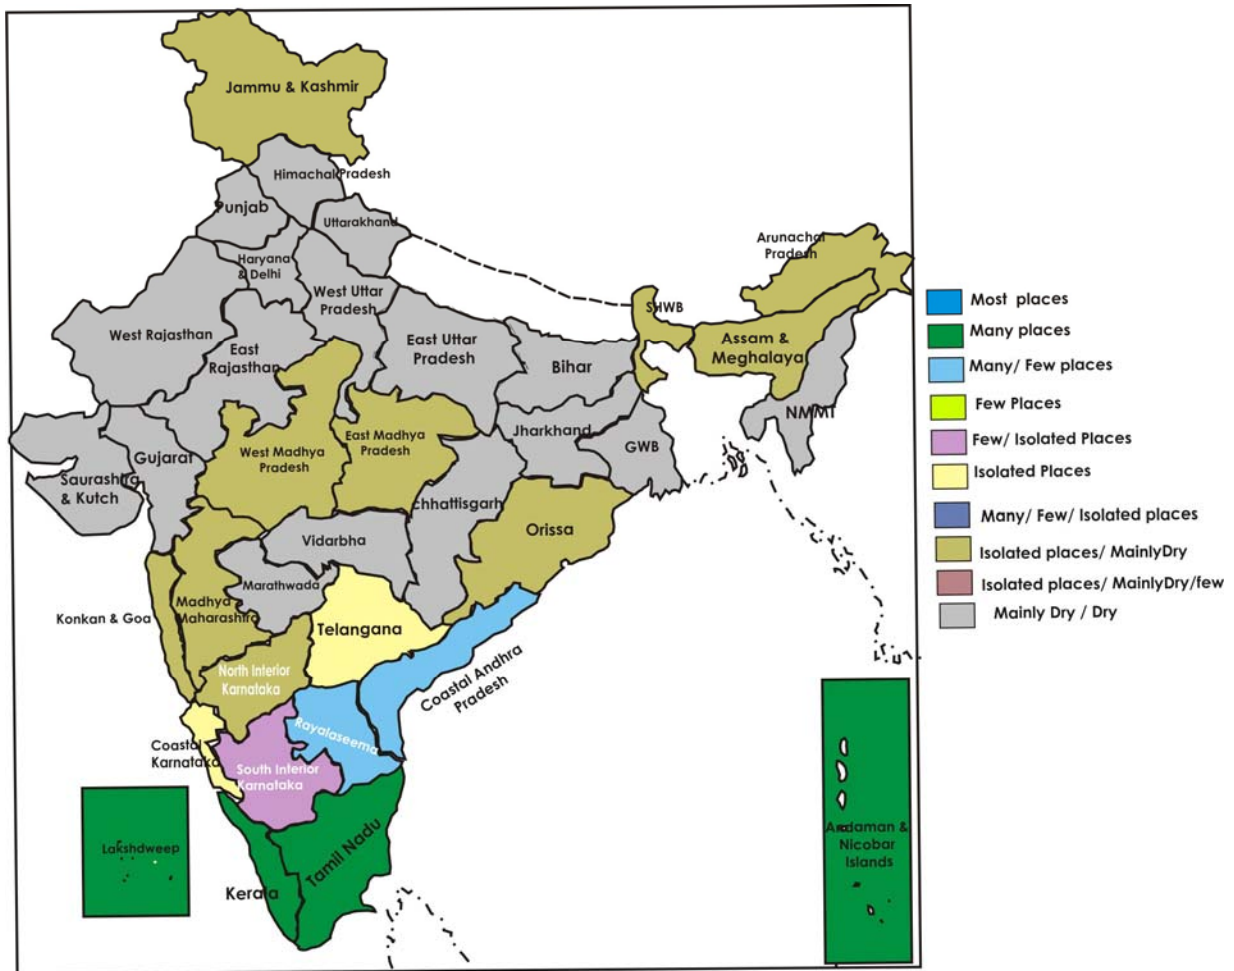 Jammu & Kashmir
Himachal Pradesh
Punjab
Uttarakhand
Haryana
& Delhi
Arunachal
Pradesh
West Uttar
Pradesh
SHWB
West Rajasthan
East
Rajasthan
East Uttar
Pradesh
Bihar
Assam &
Meghalaya
NMMT
Jharkhand
GWB
Gujarat
West Madhya
Pradesh
East Madhya
Pradesh
Saurashtra
& Kutch
chhattisgarh
Orissa
Vidarbha
Marathwada
Konkan & Goa
Madhya
Maharashtra
Telangana
North Interior
Karnataka
Coastal Andhra
Pradesh
Rayalaseema
Coastal
Karnataka
South Interior
Karnataka
Lakshdweep
Kerala
Tamil Nadu
Andaman &
Nicobar
Islands
Most places
Many places
Many/ Few places
Few Places
Few/ Isolated Places
Isolated Places
Many/ Few/ Isolated places
Isolated places/ MainlyDry
Isolated places/ MainlyDry/few
Mainly Dry / Dry